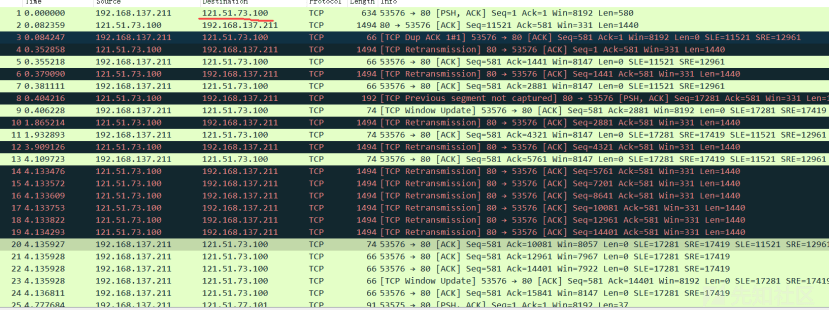 Time Source Destination Protocol Length Info
1 0.000000 192.168.137.211 121.51.73.100 TCP 634 53576 → 80 [PSH, ACK] Seq=1 Ack=1 Win=8192 Len=580
2 0.082359 121.51.73.100 192.168.137.211 TCP 1494 80 → 53576 [ACK] Seq=11521 Ack=581 Win=331 Len=1440
3 0.084247 192.168.137.211 121.51.73.100 TCP 66 [TCP Dup ACK 1#1] 53576 → 80 [ACK] Seq=581 Ack=1 Win=8192 Len=0 SLE=11521 SRE=12961
4 0.352858 121.51.73.100 192.168.137.211 TCP 1494 [TCP Retransmission] 80 → 53576 [ACK] Seq=1 Ack=581 Win=331 Len=1440
5 0.355218 192.168.137.211 121.51.73.100 TCP 66 53576 → 80 [ACK] Seq=581 Ack=1441 Win=8147 Len=0 SLE=11521 SRE=12961
6 0.379090 121.51.73.100 192.168.137.211 TCP 1494 [TCP Retransmission] 80 → 53576 [ACK] Seq=1441 Ack=581 Win=331 Len=1440
7 0.381111 192.168.137.211 121.51.73.100 TCP 66 53576 → 80 [ACK] Seq=581 Ack=2881 Win=8147 Len=0 SLE=11521 SRE=12961
8 0.404216 121.51.73.100 192.168.137.211 TCP 192 [TCP Previous segment not captured] 80 → 53576 [PSH, ACK] Seq=17281 Ack=581 Win=331 Len=
9 0.406228 192.168.137.211 121.51.73.100 TCP 74 [TCP Window Update] 53576 → 80 [ACK] Seq=581 Ack=2881 Win=8192 Len=0 SLE=17281 SRE=17419
10 1.865214 121.51.73.100 192.168.137.211 TCP 1494 [TCP Retransmission] 80 → 53576 [ACK] Seq=2881 Ack=581 Win=331 Len=1440
11 1.932893 192.168.137.211 121.51.73.100 TCP 74 53576 → 80 [ACK] Seq=581 Ack=4321 Win=8147 Len=0 SLE=17281 SRE=17419 SLE=11521 SRE=12961
12 3.909126 121.51.73.100 192.168.137.211 TCP 1494 [TCP Retransmission] 80 → 53576 [ACK] Seq=4321 Ack=581 Win=331 Len=1440
13 4.109723 192.168.137.211 121.51.73.100 TCP 74 53576 → 80 [ACK] Seq=581 Ack=5761 Win=8147 Len=0 SLE=17281 SRE=17419 SLE=11521 SRE=12961
14 4.133476 121.51.73.100 192.168.137.211 TCP 1494 [TCP Retransmission] 80 → 53576 [ACK] Seq=5761 Ack=581 Win=331 Len=1440
15 4.133572 121.51.73.100 192.168.137.211 TCP 1494 [TCP Retransmission] 80 → 53576 [ACK] Seq=7201 Ack=581 Win=331 Len=1440
16 4.133609 121.51.73.100 192.168.137.211 TCP 1494 [TCP Retransmission] 80 → 53576 [ACK] Seq=8641 Ack=581 Win=331 Len=1440
17 4.133753 121.51.73.100 192.168.137.211 TCP 1494 [TCP Retransmission] 80 → 53576 [ACK] Seq=10081 Ack=581 Win=331 Len=1440
18 4.133822 121.51.73.100 192.168.137.211 TCP 1494 [TCP Retransmission] 80 → 53576 [ACK] Seq=12961 Ack=581 Win=331 Len=1440
19 4.134293 121.51.73.100 192.168.137.211 TCP 1494 [TCP Retransmission] 80 → 53576 [ACK] Seq=14401 Ack=581 Win=331 Len=1440
20 4.135927 192.168.137.211 121.51.73.100 TCP 74 53576 → 80 [ACK] Seq=581 Ack=10081 Win=8057 Len=0 SLE=17281 SRE=17419 SLE=11521 SRE=12961
21 4.135928 192.168.137.211 121.51.73.100 TCP 66 53576 → 80 [ACK] Seq=581 Ack=12961 Win=7967 Len=0 SLE=17281 SRE=17419
22 4.135928 192.168.137.211 121.51.73.100 TCP 66 53576 → 80 [ACK] Seq=581 Ack=14401 Win=7922 Len=0 SLE=17281 SRE=17419
23 4.135928 192.168.137.211 121.51.73.100 TCP 66 [TCP Window Update] 53576 → 80 [ACK] Seq=581 Ack=14401 Win=8192 Len=0 SLE=17281 SRE=17419
24 4.136811 192.168.137.211 121.51.73.100 TCP 66 53576 → 80 [ACK] Seq=581 Ack=15841 Win=8147 Len=0 SLE=17281 SRE=17419
25 4.777684 192.168.137.211 121.51.77.101 TCP 91 53575 → 80 [PSH, ACK] Seq=1 Ack=1 Win=8192 Len=37